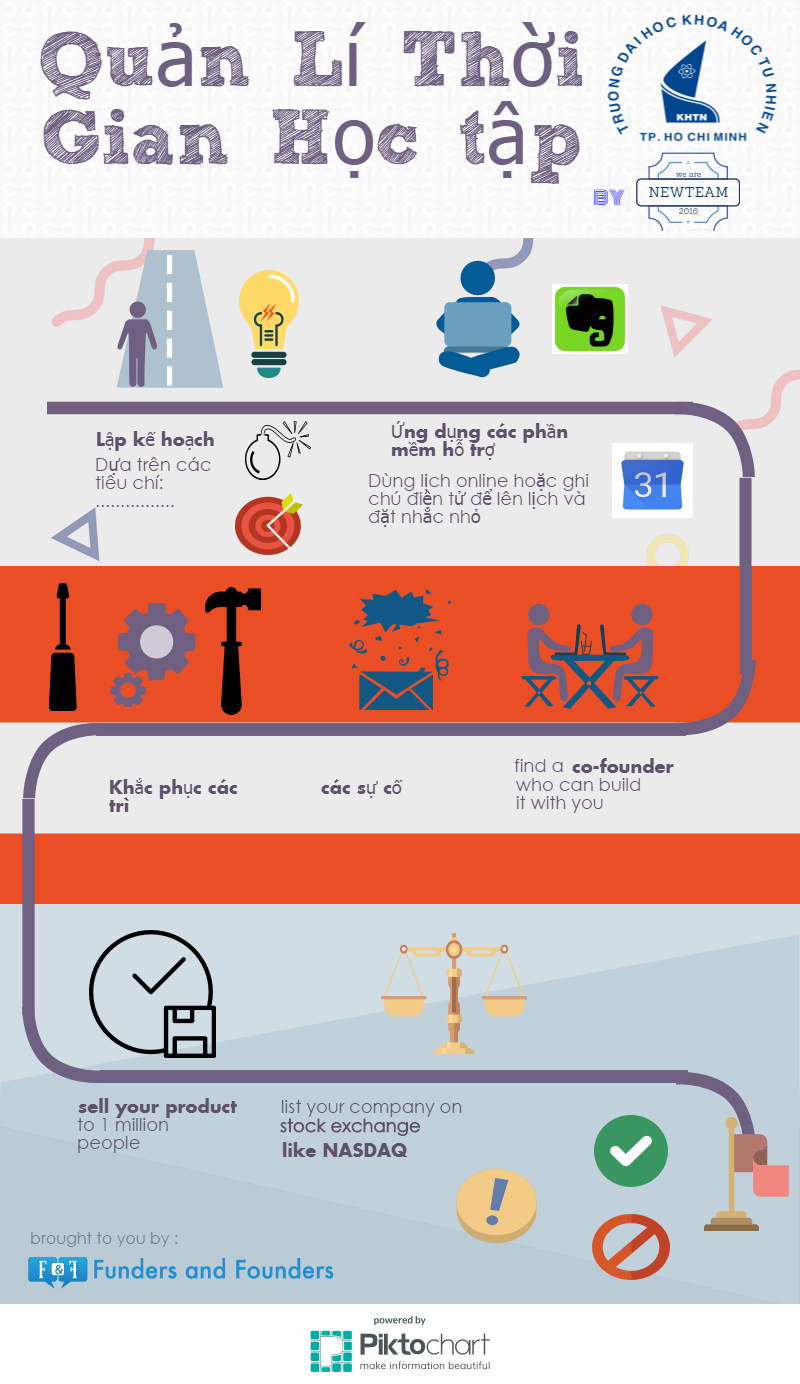 Quản Lí Thời
Gian Học tập
TRUONG DAI HOC KHOA HOC TU NHIEN
KHTN
TP. HO CHI MINH
BY
we are
NEWTEAM
2016
Lập kế hoạch
Dựa trên các
tiểu chí:
................
Ứng dụng các phần
mềm hỗ trợ
Dùng lịch online hoặc ghi
chú điên tử để lên lịch và
đặt nhắc nhỏ
31
Khắc phục các
trì
các sự cố
find a co-founder
who can build
it with you
sell your product
to 1 million
people
list your company on
stock exchange
like NASDAQ
!
brought to you by :
F&F Funders and Founders
powered by
Piktochart
make information beautiful